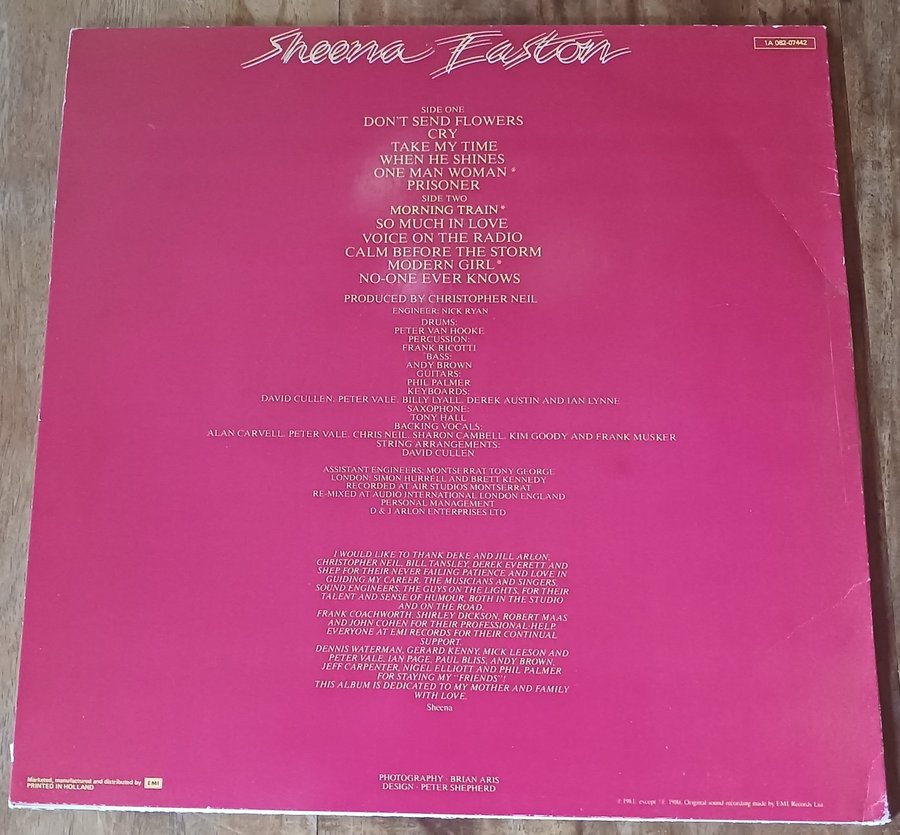 Sheena Easton
1A 062-07442
SIDE ONE
DON'T SEND FLOWERS
CRY
TAKE MY TIME
WHEN HE SHINES
ONE MAN WOMAN *
PRISONER
SIDE TWO
MORNING TRAIN *
SO MUCH IN LOVE
VOICE ON THE RADIO
CALM BEFORE THE STORM
MODERN GIRL *
NO-ONE EVER KNOWS
PRODUCED BY CHRISTOPHER NEIL
ENGINEER: NICK RYAN
DRUMS:
PETER VAN HOOKE
PERCUSSION:
FRANK RICOTTI
BASS:
ANDY BROWN
GUITARS:
PHIL PALMER
KEYBOARDS:
DAVID CULLEN, PETER VALE, BILLY LYALL, DEREK AUSTIN AND IAN LYNNE
SAXOPHONE:
TONY HALL
BACKING VOCALS:
ALAN CARVELL, PETER VALE, CHRIS NEIL, SHARON CAMBELL, KIM GOODY AND FRANK MUSKER
STRING ARRANGEMENTS:
DAVID CULLEN
ASSISTANT ENGINEERS: MONTSERRAT TONY GEORGE
LONDON: SIMON HURRELL AND BRETT KENNEDY
RECORDED AT AIR STUDIOS MONTSERRAT
RE-MIXED AT AUDIO INTERNATIONAL LONDON ENGLAND
PERSONAL MANAGEMENT
D & J ARLON ENTERPRISES LTD
I WOULD LIKE TO THANK DEKE AND JILL ARLON,
CHRISTOPHER NEIL, BILL TANSLEY, DEREK EVERETT AND
SHEP FOR THEIR NEVER FAILING PATIENCE AND LOVE IN
GUIDING MY CAREER, THE MUSICIANS AND SINGERS,
SOUND ENGINEERS, THE GUYS ON THE LIGHTS, FOR THEIR
TALENT AND SENSE OF HUMOUR, BOTH IN THE STUDIO
AND ON THE ROAD.
FRANK COACHWORTH, SHIRLEY DICKSON, ROBERT MAAS
AND JOHN COHEN FOR THEIR PROFESSIONAL HELP.
EVERYONE AT EMI RECORDS FOR THEIR CONTINUAL
SUPPORT.
DENNIS WATERMAN, GERARD KENNY, MICK LEESON AND
PETER VALE, IAN PAGE, PAUL BLISS, ANDY BROWN,
JEFF CARPENTER, NIGEL ELLIOTT AND PHIL PALMER
FOR STAYING MY "FRIENDS"!
THIS ALBUM IS DEDICATED TO MY MOTHER AND FAMILY
WITH LOVE.
Sheena
Marketed, manufactured and distributed by EMI
PRINTED IN HOLLAND
PHOTOGRAPHY · BRIAN ARIS
DESIGN · PETER SHEPHERD
℗ 1981 except *℗ 1980. Original sound recording made by EMI Records Ltd.